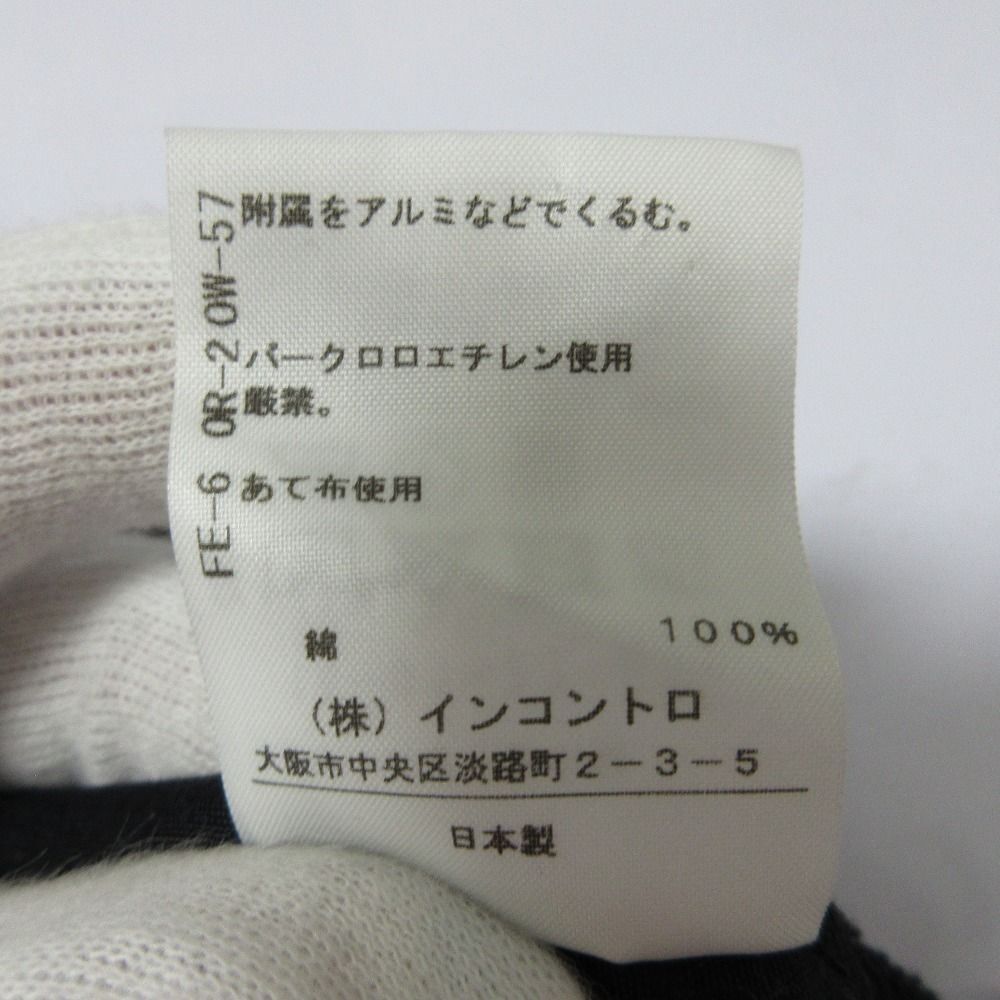 附属をアルミなどでくるむ。
パークロロエチレン使用
厳禁。
あて布使用
FE-6 OR-2 OW-57
綿 100%
(株)インコントロ
大阪市中央区淡路町2-3-5
日本製